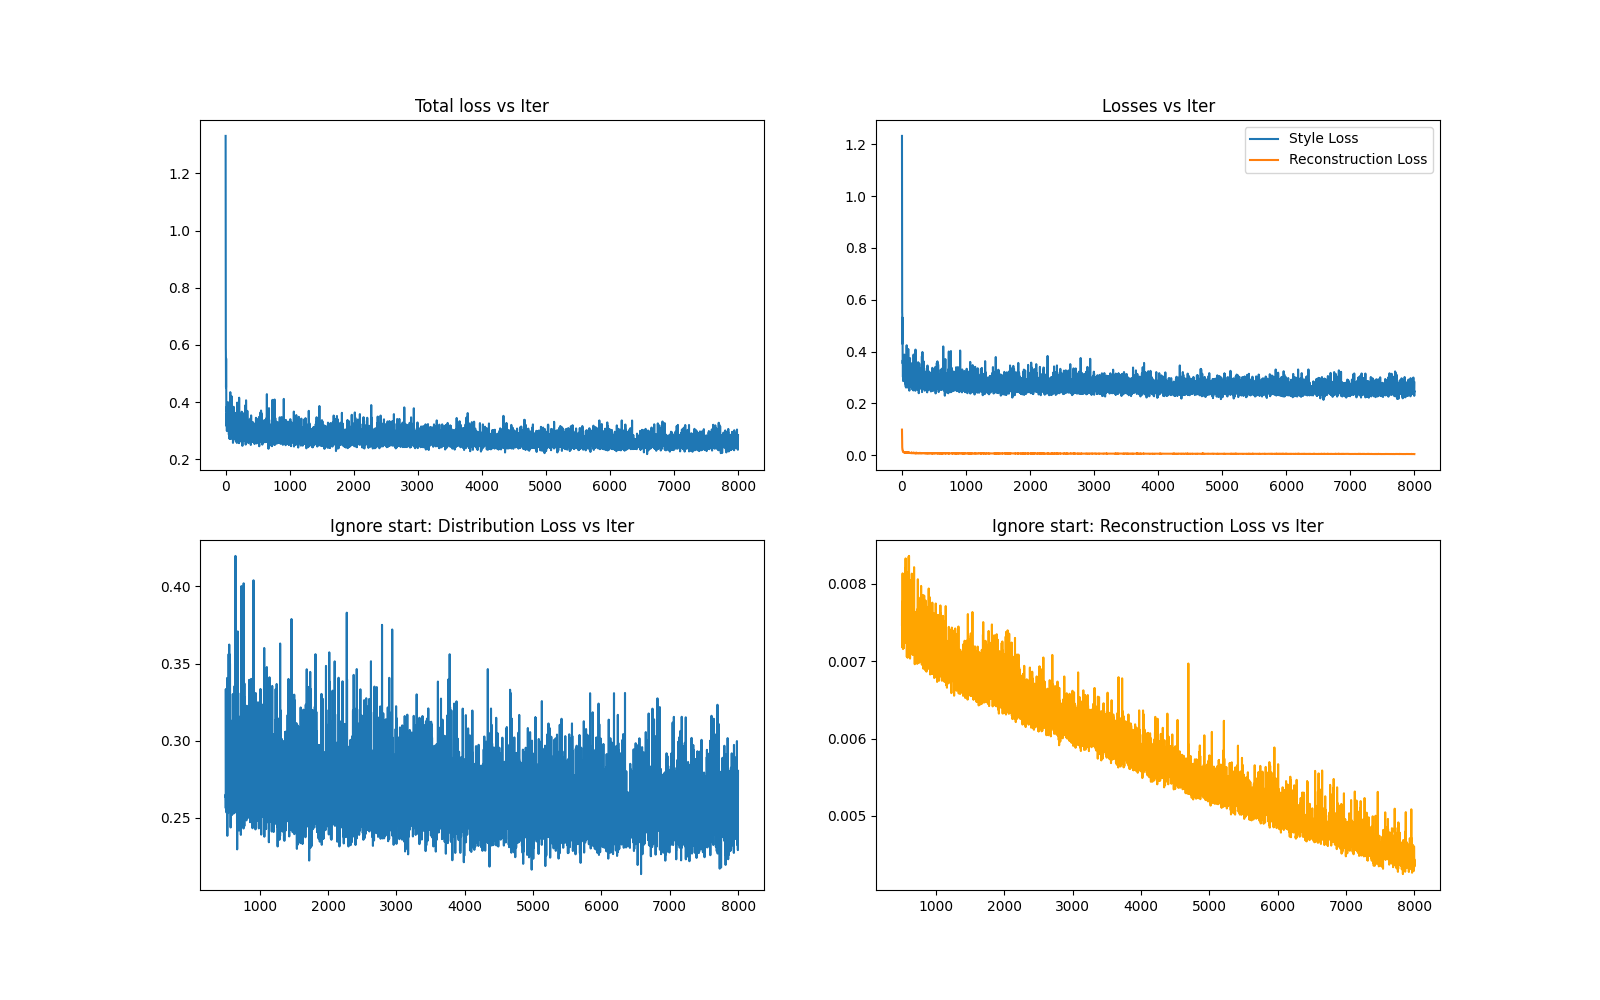 Total loss vs Iter
1.2
1.0
0.8
0.6
0.4
0.2
0 1000 2000 3000 4000 5000 6000 7000 8000
Losses vs Iter
Style Loss
Reconstruction Loss
1.2
1.0
0.8
0.6
0.4
0.2
0.0
0 1000 2000 3000 4000 5000 6000 7000 8000
Ignore start: Distribution Loss vs Iter
0.40
0.35
0.30
0.25
1000 2000 3000 4000 5000 6000 7000 8000
Ignore start: Reconstruction Loss vs Iter
0.008
0.007
0.006
0.005
1000 2000 3000 4000 5000 6000 7000 8000